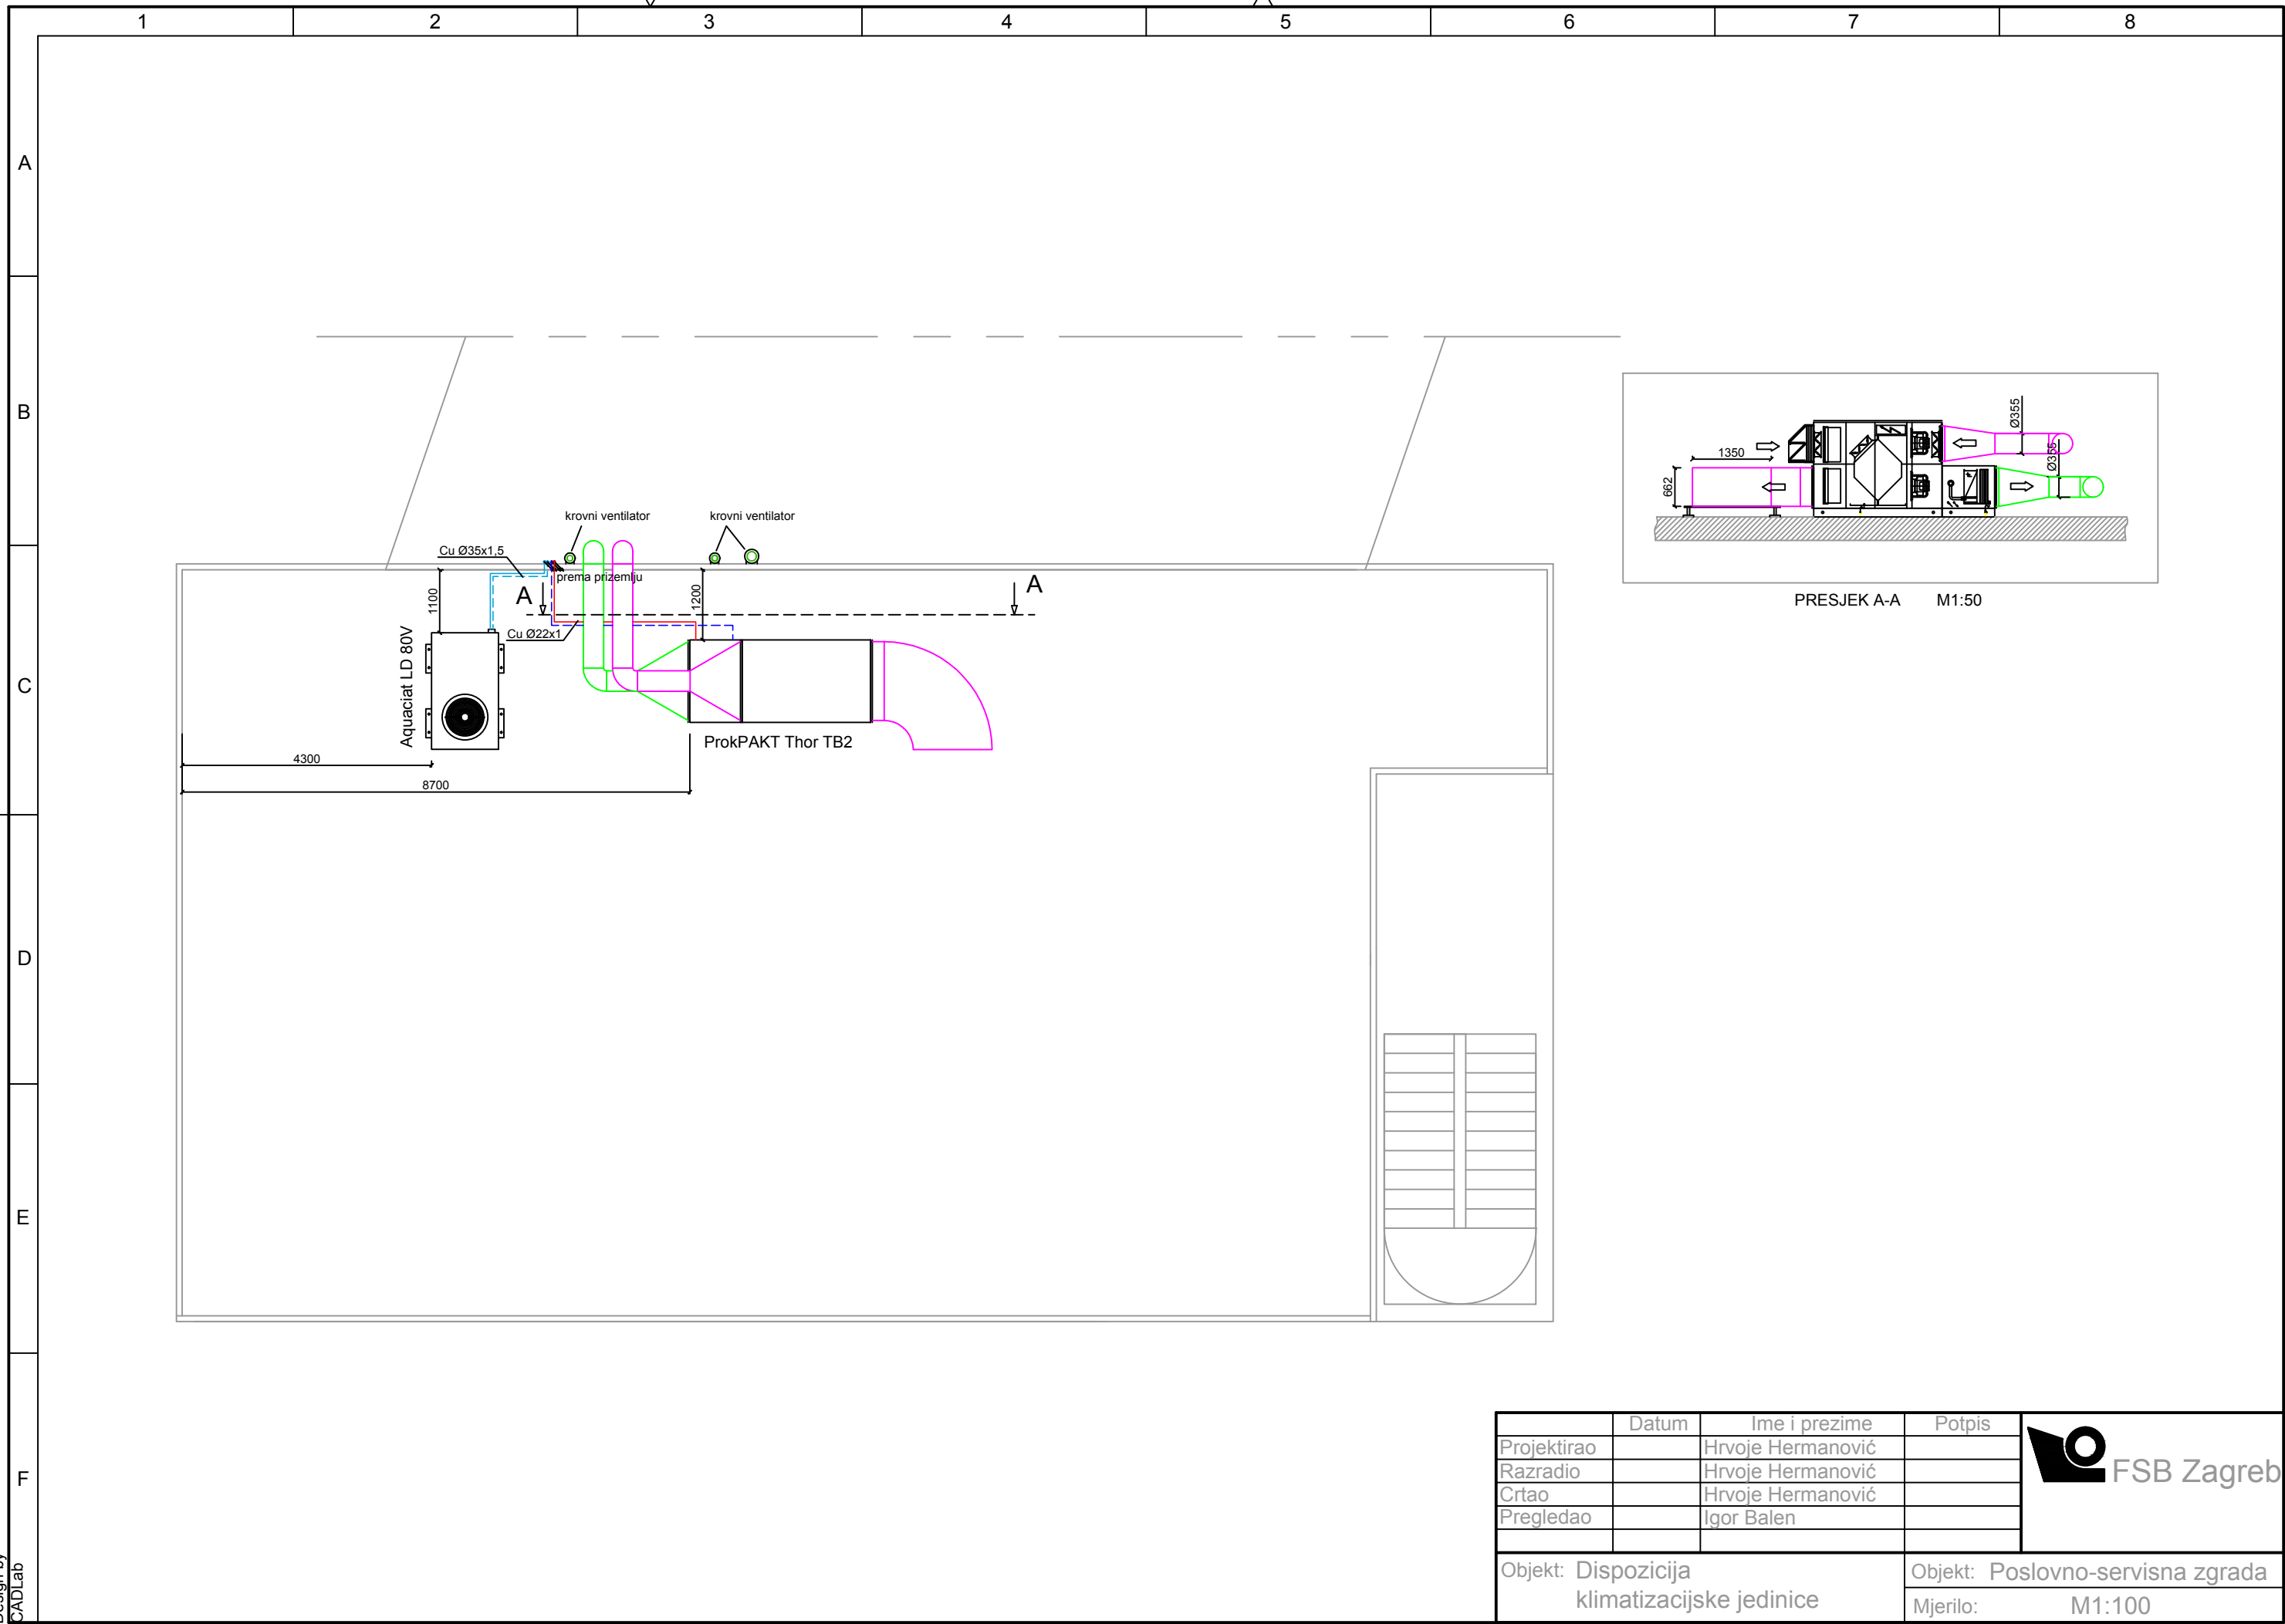 1 2 3 4 5 6 7 8
A
B
C
D
E
F
krovni ventilator
krovni ventilator
Cu Ø35x1,5
prema prizemlju
A
A
1100
1200
Cu Ø22x1
Aquaciat LD 80V
ProkPAKT Thor TB2
4300
8700
1350
662
Ø355
Ø355
PRESJEK A-A M1:50
Datum Ime i prezime Potpis
Projektirao Hrvoje Hermanović
Razradio Hrvoje Hermanović
Crtao Hrvoje Hermanović
Pregledao Igor Balen
FSB Zagreb
Objekt: Dispozicija
klimatizacijske jedinice
Objekt: Poslovno-servisna zgrada
Mjerilo: M1:100
Design by
CADLab